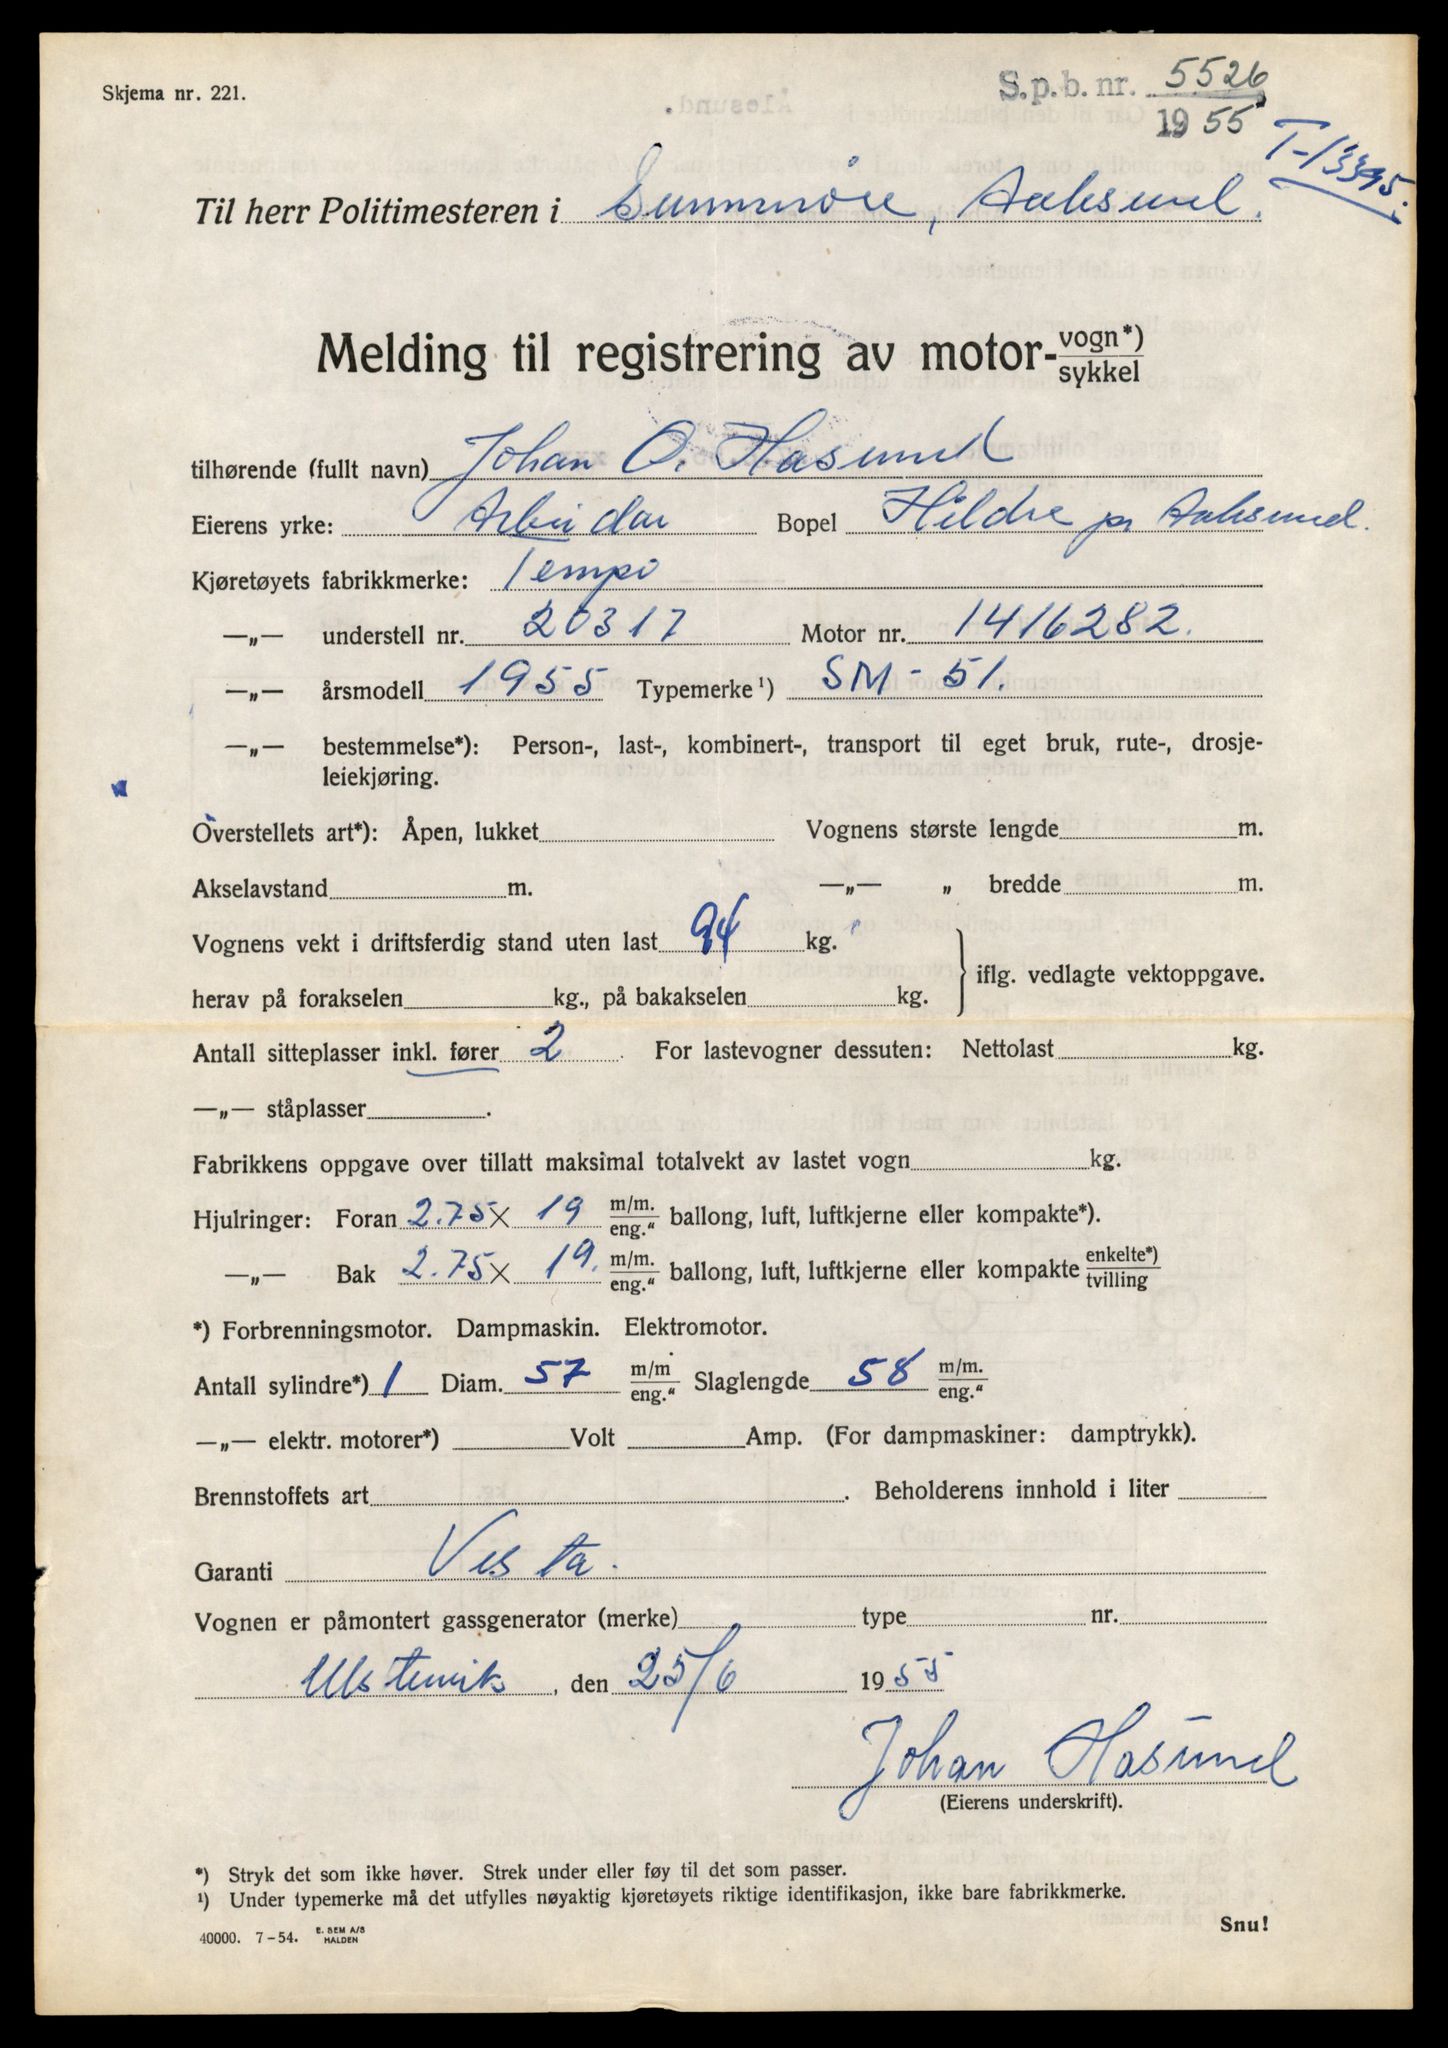 Skjema nr. 221.
S.p.b. nr. 5526
1955
T-13395.
Til herr Politimesteren i Sunnmöre, Aalesund.
Melding til registrering av motor-vogn*)
sykkel
tilhørende (fullt navn) Johan O. Hasund
Eierens yrke: Arbeidar Bopel Hildre pr Aalesund.
Kjøretøyets fabrikkmerke: Tempo
—„— understell nr. 20317 Motor nr. 1416282.
—„— årsmodell 1955 Typemerke¹) SM-51.
—„— bestemmelse*): Person-, last-, kombinert-, transport til eget bruk, rute-, drosje-
leiekjøring.
Overstellets art*): Åpen, lukket Vognens største lengde m.
Akselavstand m. —„— „ bredde m.
Vognens vekt i driftsferdig stand uten last 94 kg.
herav på forakselen kg., på bakakselen kg. iflg. vedlagte vektoppgave.
Antall sitteplasser inkl. fører 2 For lastevogner dessuten: Nettolast kg.
—„— ståplasser .
Fabrikkens oppgave over tillatt maksimal totalvekt av lastet vogn kg.
Hjulringer: Foran 2.75 x 19 m/m. eng." ballong, luft, luftkjerne eller kompakte*).
—„— Bak 2.75 x 19. m/m. eng." ballong, luft, luftkjerne eller kompakte enkelte*) tvilling
*) Forbrenningsmotor. Dampmaskin. Elektromotor.
Antall sylindre*) 1 Diam. 57 m/m eng." Slaglengde 58 m/m. eng."
—„— elektr. motorer*) Volt Amp. (For dampmaskiner: damptrykk).
Brennstoffets art . Beholderens innhold i liter
Garanti Vesta.
Vognen er påmontert gassgenerator (merke) type nr.
Ulsteinvik, den 25/6 1955
Johan Hasund
(Eierens underskrift).
*) Stryk det som ikke høver. Strek under eller føy til det som passer.
¹) Under typemerke må det utfylles nøyaktig kjøretøyets riktige identifikasjon, ikke bare fabrikkmerke.
40000. 7-54. E. SEM A/S
HALDEN
Snu!